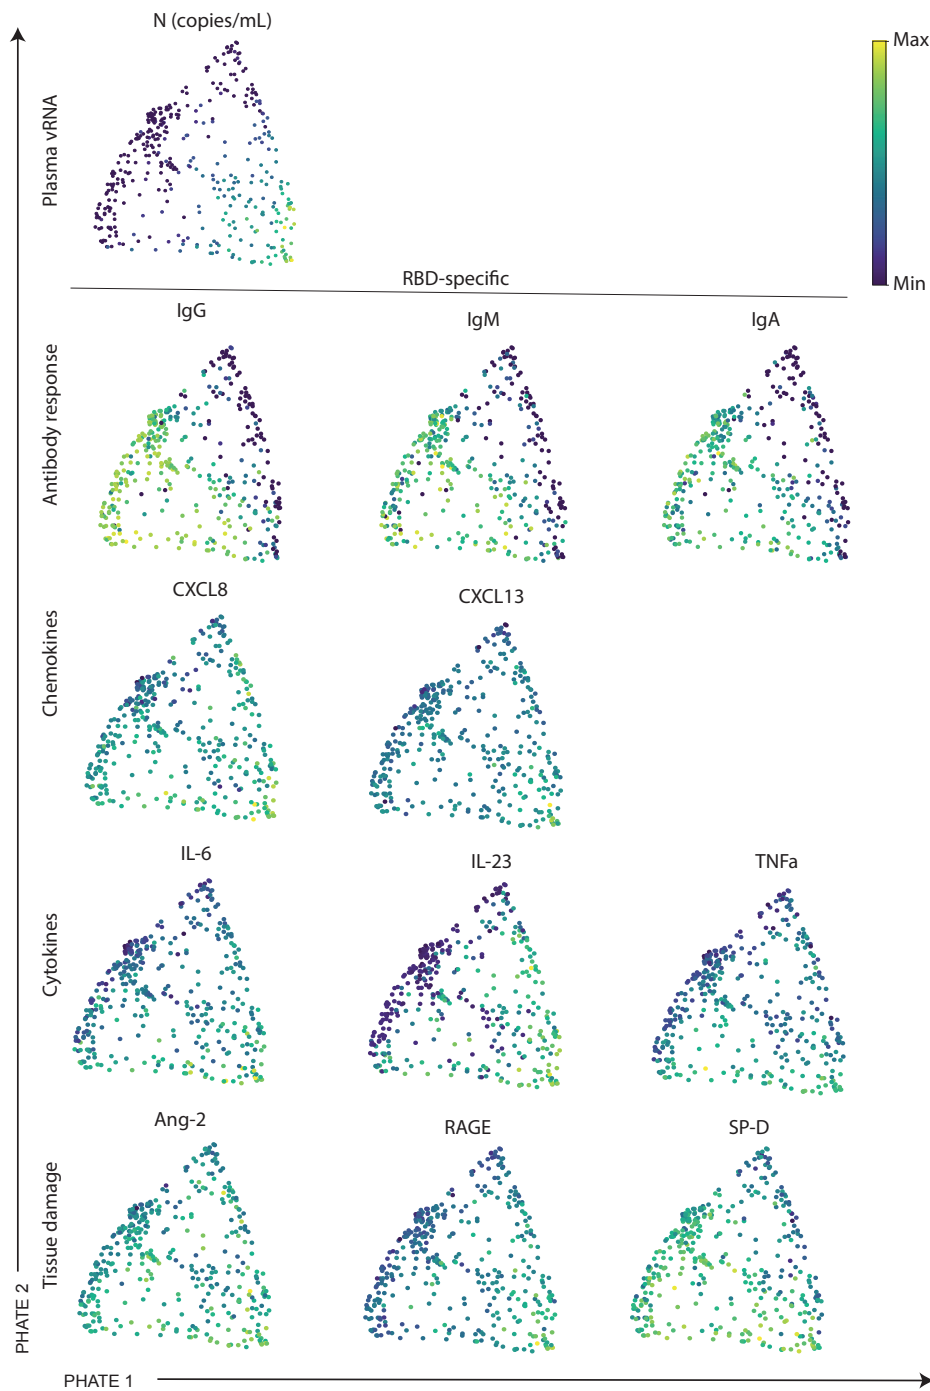 N (copies/mL)
Max
Min
Plasma vRNA
RBD-specific
IgG
IgM
IgA
Antibody response
CXCL8
CXCL13
Chemokines
IL-6
IL-23
TNFa
Cytokines
Ang-2
RAGE
SP-D
Tissue damage
PHATE 2
PHATE 1